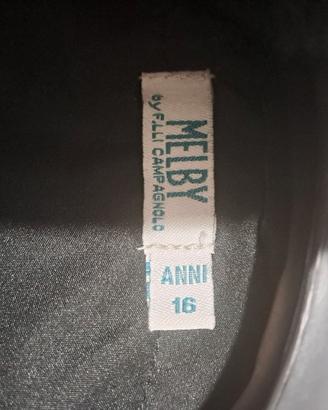 MELBY
by F.LLI CAMPAGNOLO
ANNI
16